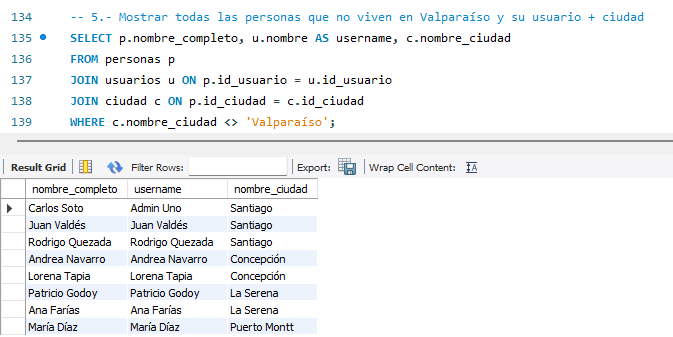 134 -- 5.- Mostrar todas las personas que no viven en Valparaíso y su usuario + ciudad
135 SELECT p.nombre_completo, u.nombre AS username, c.nombre_ciudad
136 FROM personas p
137 JOIN usuarios u ON p.id_usuario = u.id_usuario
138 JOIN ciudad c ON p.id_ciudad = c.id_ciudad
139 WHERE c.nombre_ciudad <> 'Valparaíso';
Result Grid Filter Rows: Export: Wrap Cell Content:
nombre_completo username nombre_ciudad
Carlos Soto Admin Uno Santiago
Juan Valdés Juan Valdés Santiago
Rodrigo Quezada Rodrigo Quezada Santiago
Andrea Navarro Andrea Navarro Concepción
Lorena Tapia Lorena Tapia Concepción
Patricio Godoy Patricio Godoy La Serena
Ana Farías Ana Farías La Serena
María Díaz María Díaz Puerto Montt